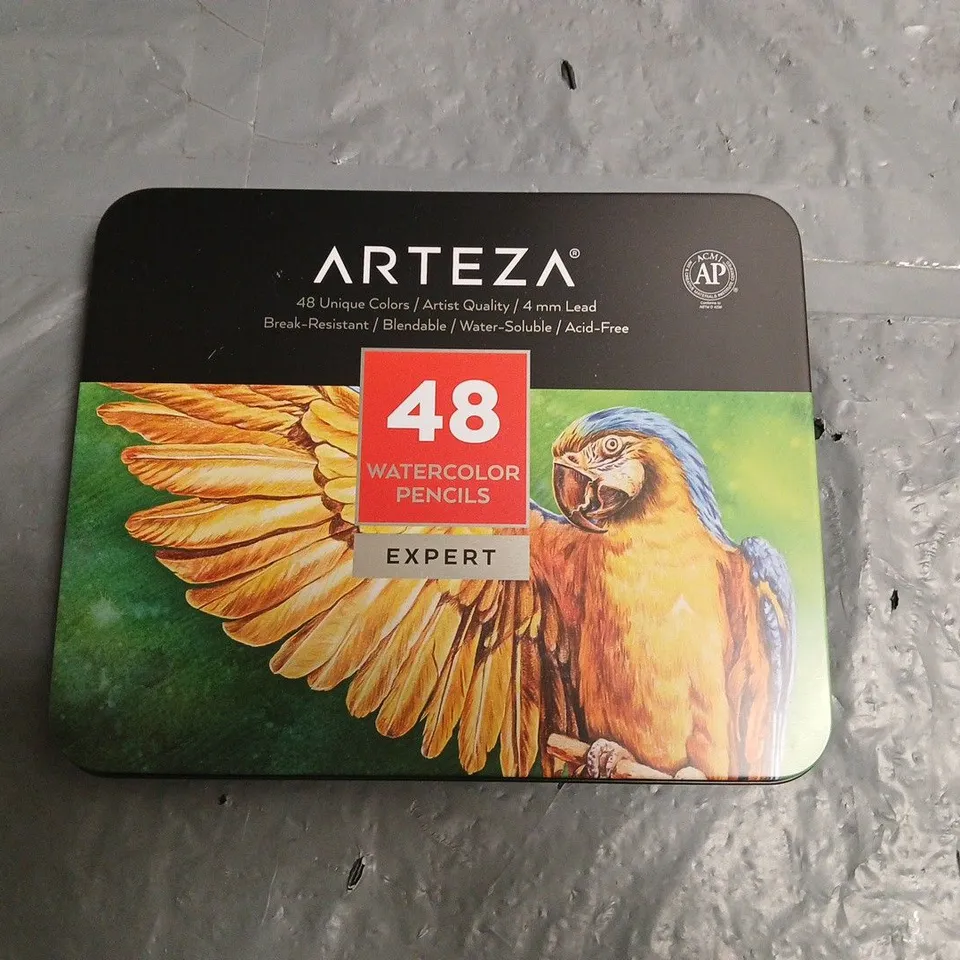 ARTEZA®
48 Unique Colors / Artist Quality / 4 mm Lead
Break-Resistant / Blendable / Water-Soluble / Acid-Free
ACMI
AP
48
WATERCOLOR
PENCILS
EXPERT